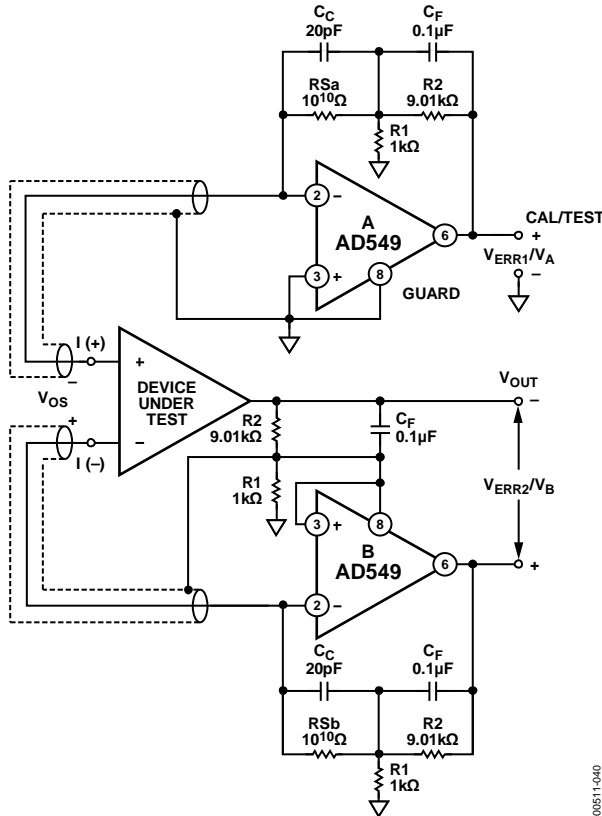 CC
20pF
CF
0.1µF
RSa
10¹⁰Ω
R2
9.01kΩ
R1
1kΩ
2
−
A
AD549
6
3
+
8
GUARD
CAL/TEST
+
VERR1/VA
−
I (+)
−
VOS
+
I (−)
+
DEVICE
UNDER
TEST
−
VOUT
−
R2
9.01kΩ
CF
0.1µF
R1
1kΩ
VERR2/VB
3
+
8
B
AD549
6
2
−
+
CC
20pF
CF
0.1µF
RSb
10¹⁰Ω
R2
9.01kΩ
R1
1kΩ
00511-040